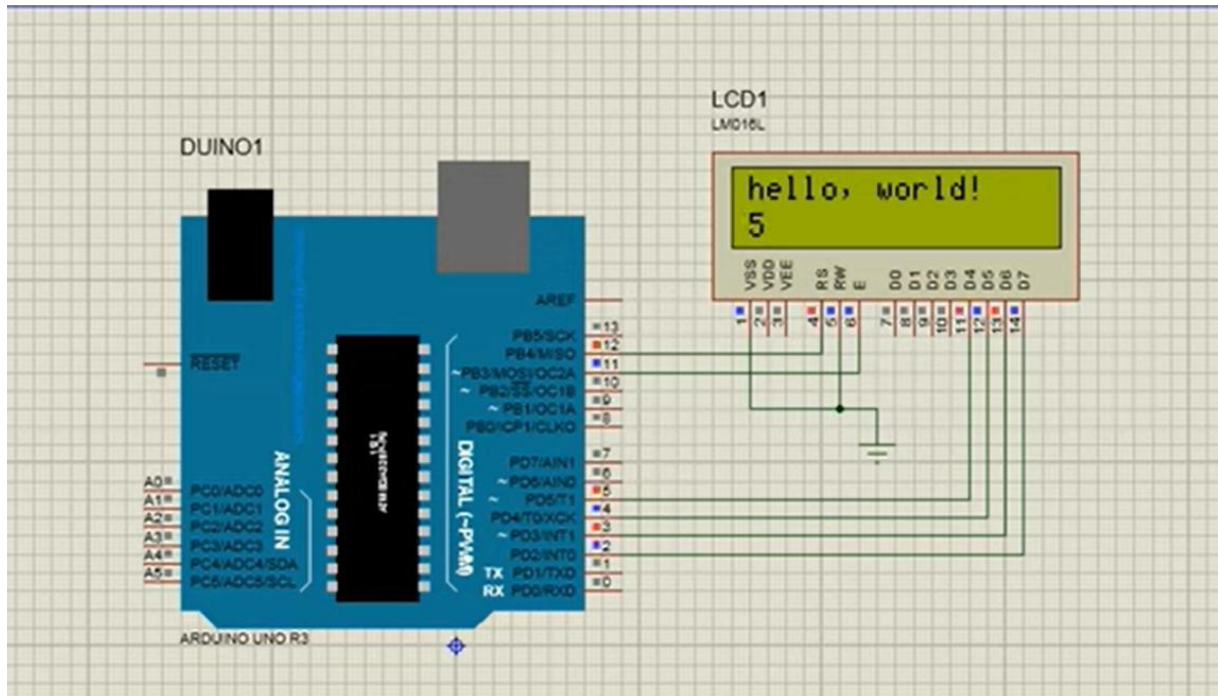 LCD1
LM016L
hello, world!
5
VSS
VDD
VEE
RS
RW
E
D0
D1
D2
D3
D4
D5
D6
D7
1
2
3
4
5
6
7
8
9
10
11
12
13
14
DUINO1
RESET
AREF
PB5/SCK
13
PB4/MISO
12
~PB3/MOSI/OC2A
11
~ PB2/SS/OC1B
10
~ PB1/OC1A
9
PB0/ICP1/CLKO
8
PD7/AIN1
7
~PD6/AIN0
6
~ PD5/T1
5
PD4/T0/XCK
4
~PD3/INT1
3
PD2/INT0
2
TX PD1/TXD
1
RX PD0/RXD
0
DIGITAL (~PWM)
ANALOG IN
A0
PC0/ADC0
A1
PC1/ADC1
A2
PC2/ADC2
A3
PC3/ADC3
A4
PC4/ADC4/SDA
A5
PC5/ADC5/SCL
ARDUINO UNO R3